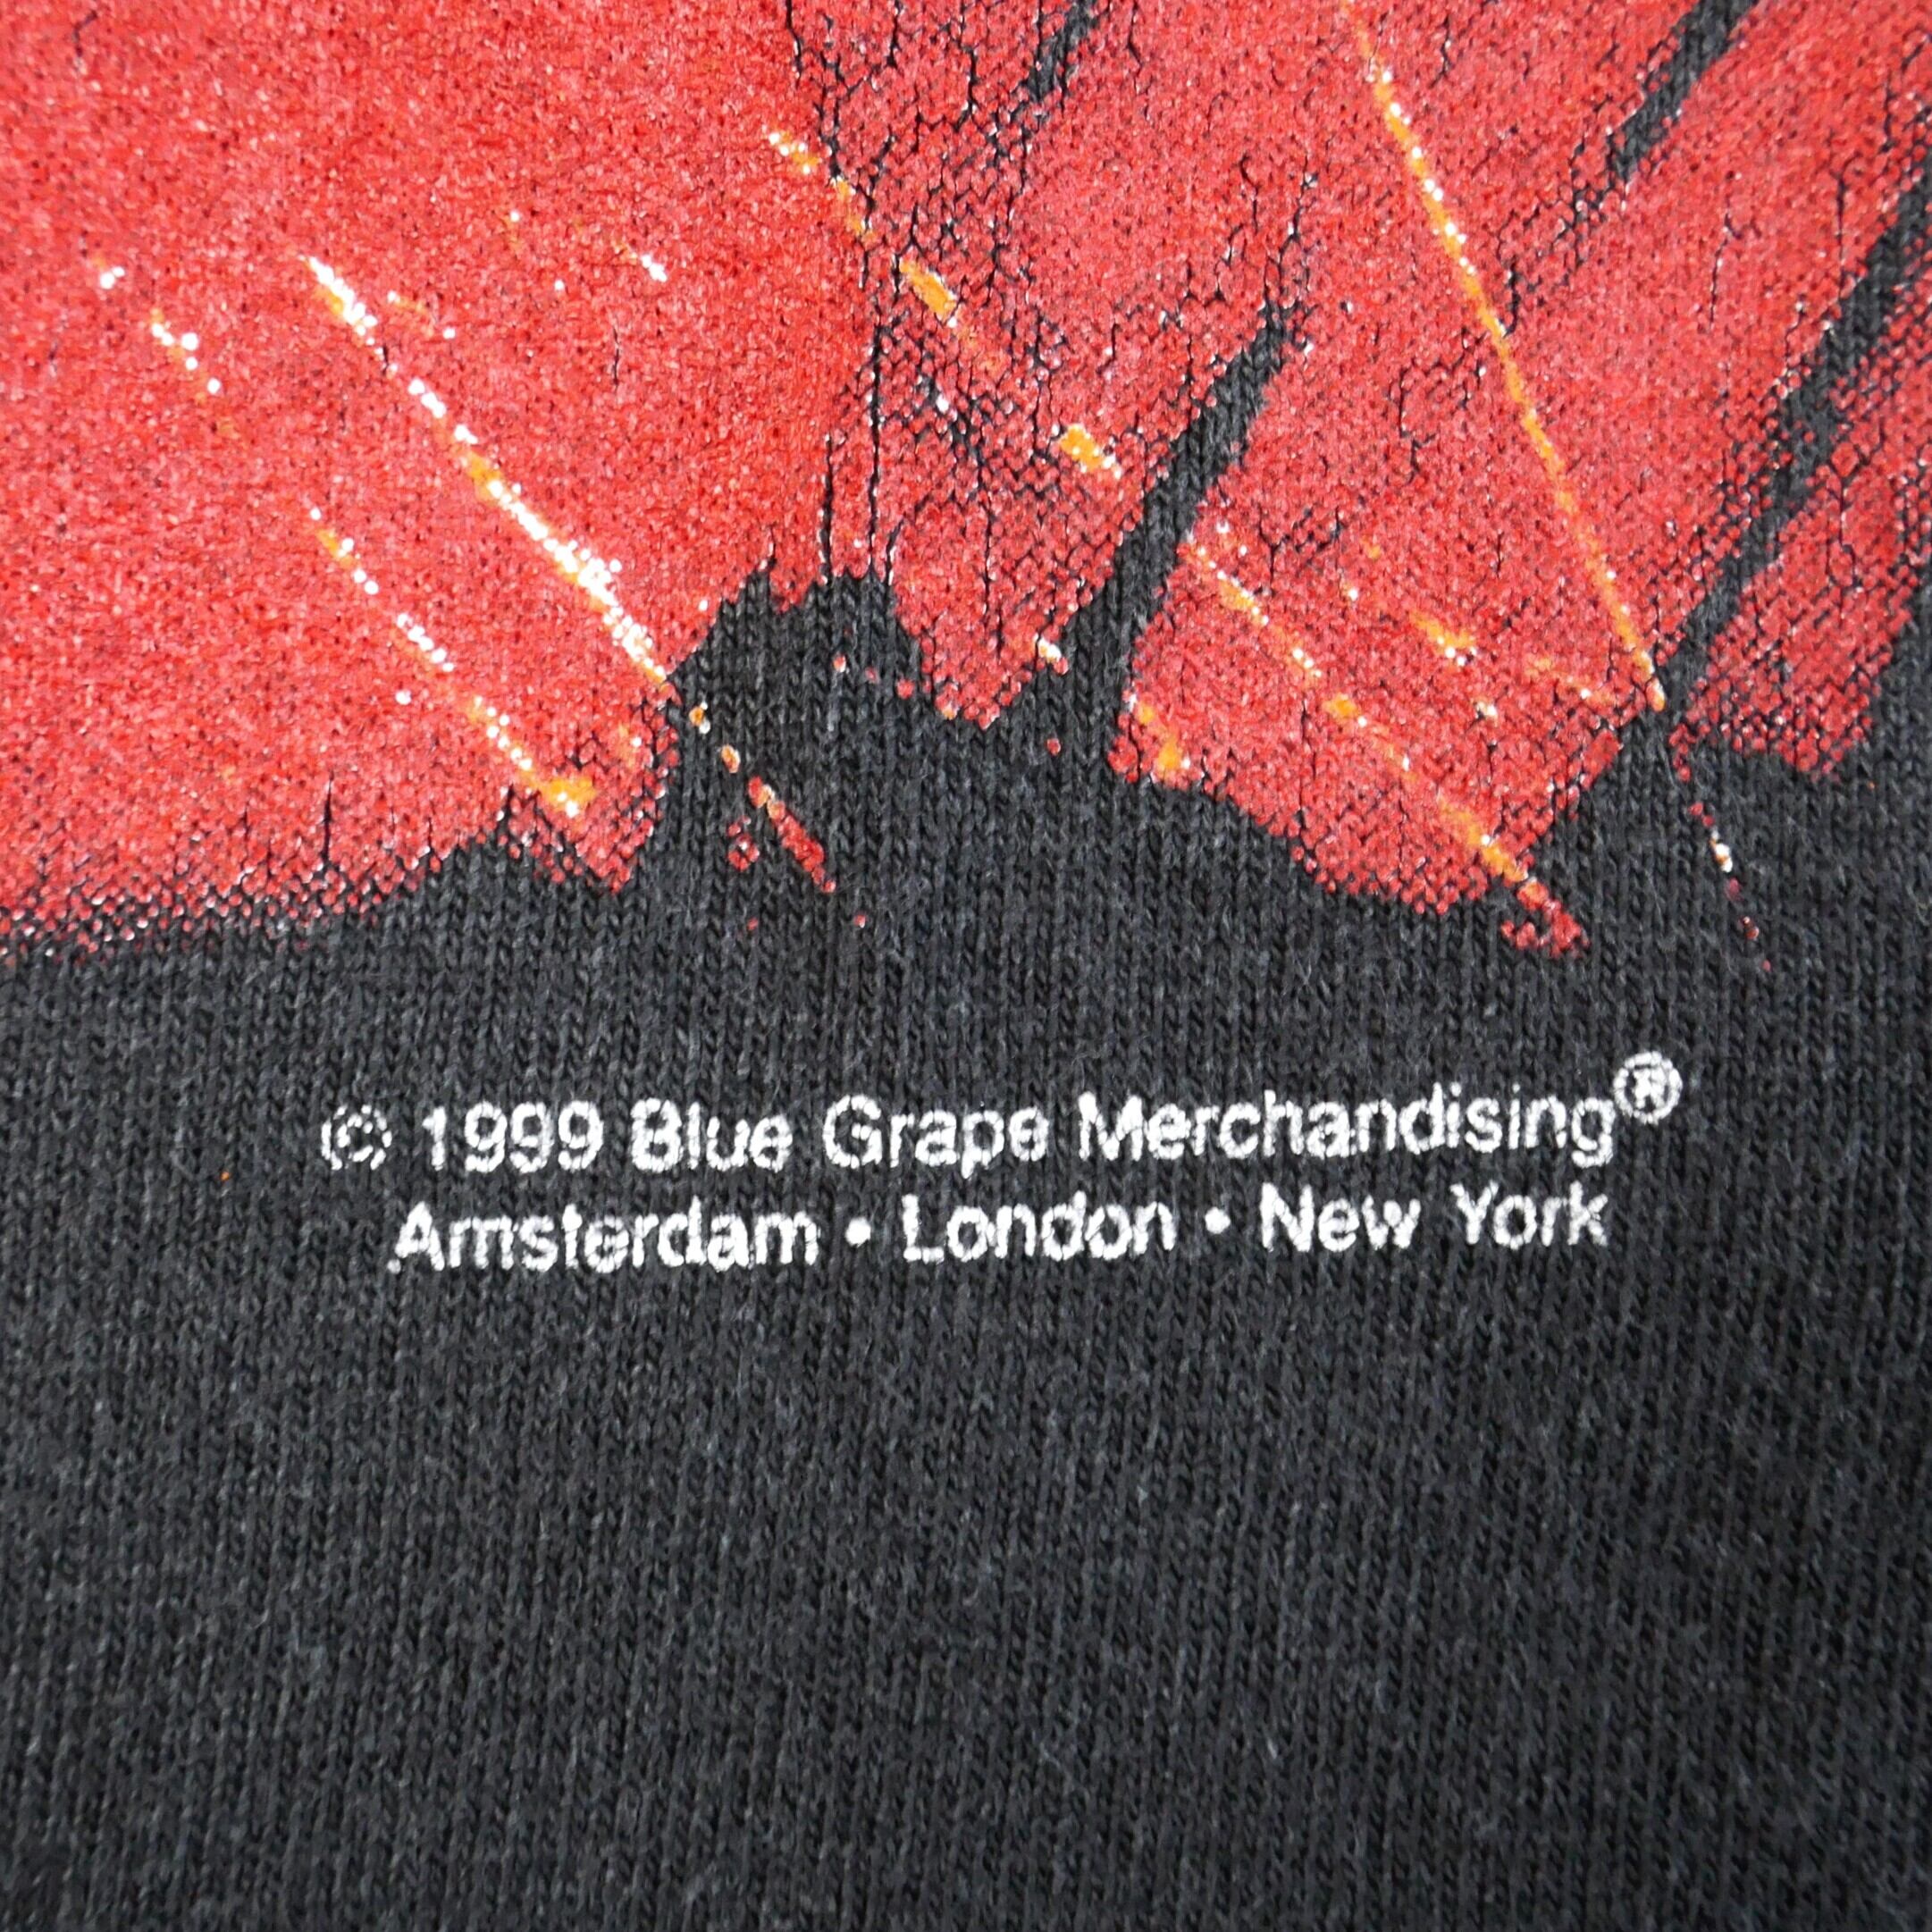 © 1999 Blue Grape Merchandising®
Amsterdam • London • New York